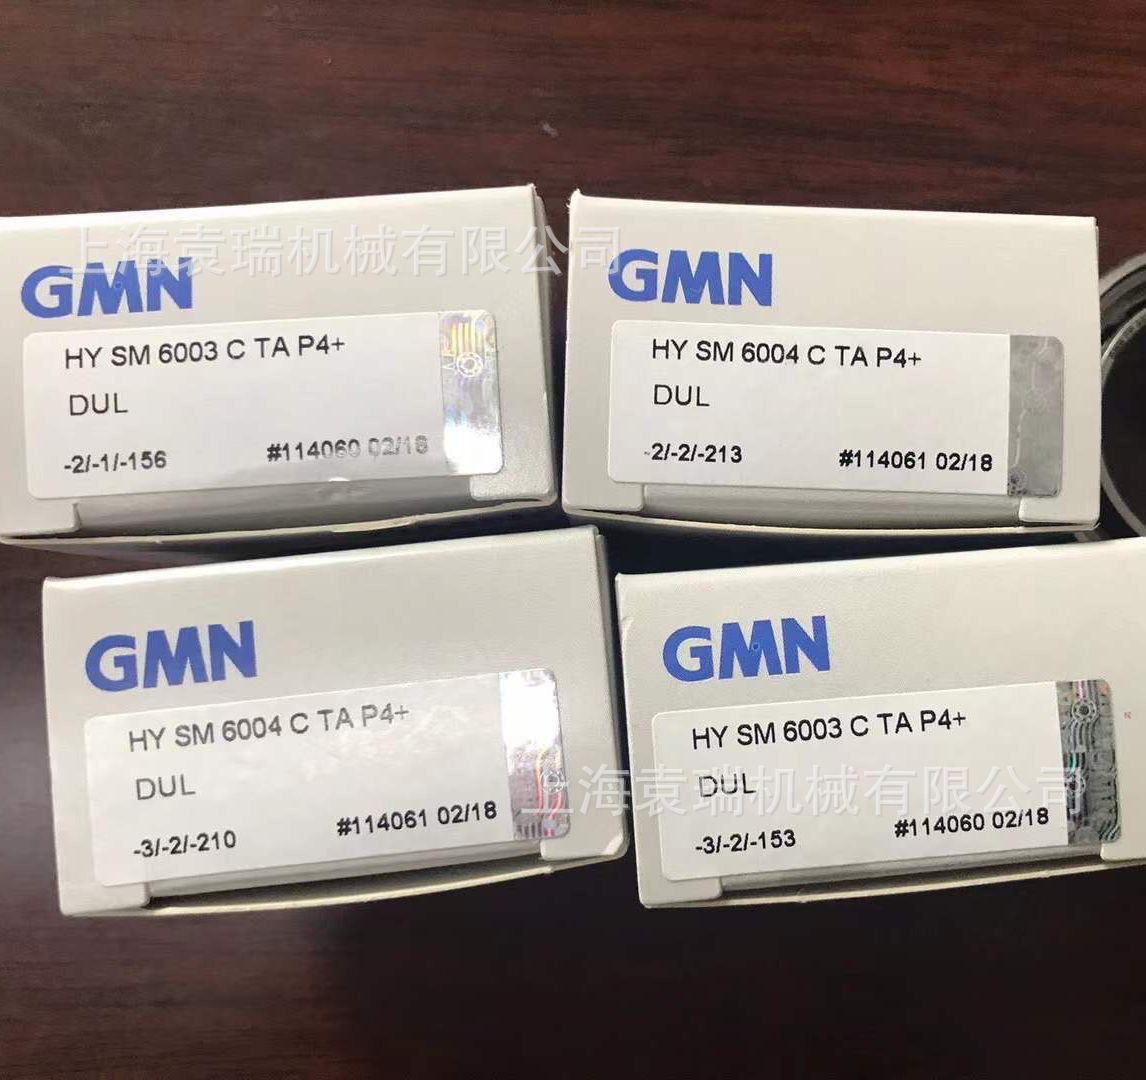 上海袁瑞机械有限公司
GMN
HY SM 6003 C TA P4+
DUL
-2/-1/-156 #114060 02/18
GMN
HY SM 6004 C TA P4+
DUL
-2/-2/-213 #114061 02/18
GMN
HY SM 6004 C TA P4+
DUL
-3/-2/-210 #114061 02/18
GMN
HY SM 6003 C TA P4+
DUL
上海袁瑞机械有限公司
-3/-2/-153 #114060 02/18